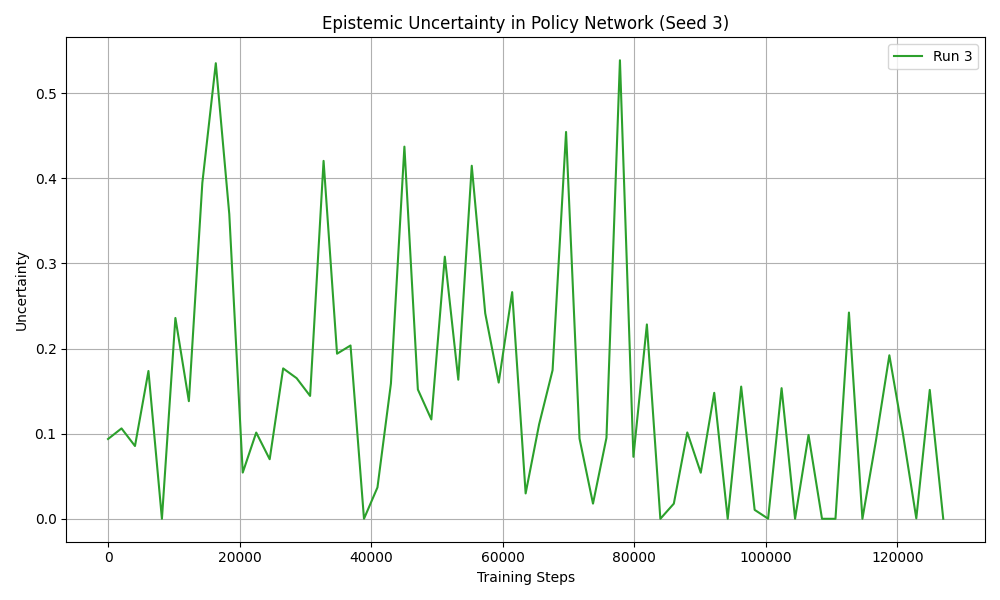 Epistemic Uncertainty in Policy Network (Seed 3)
Run 3
Uncertainty
0.5
0.4
0.3
0.2
0.1
0.0
0 20000 40000 60000 80000 100000 120000
Training Steps